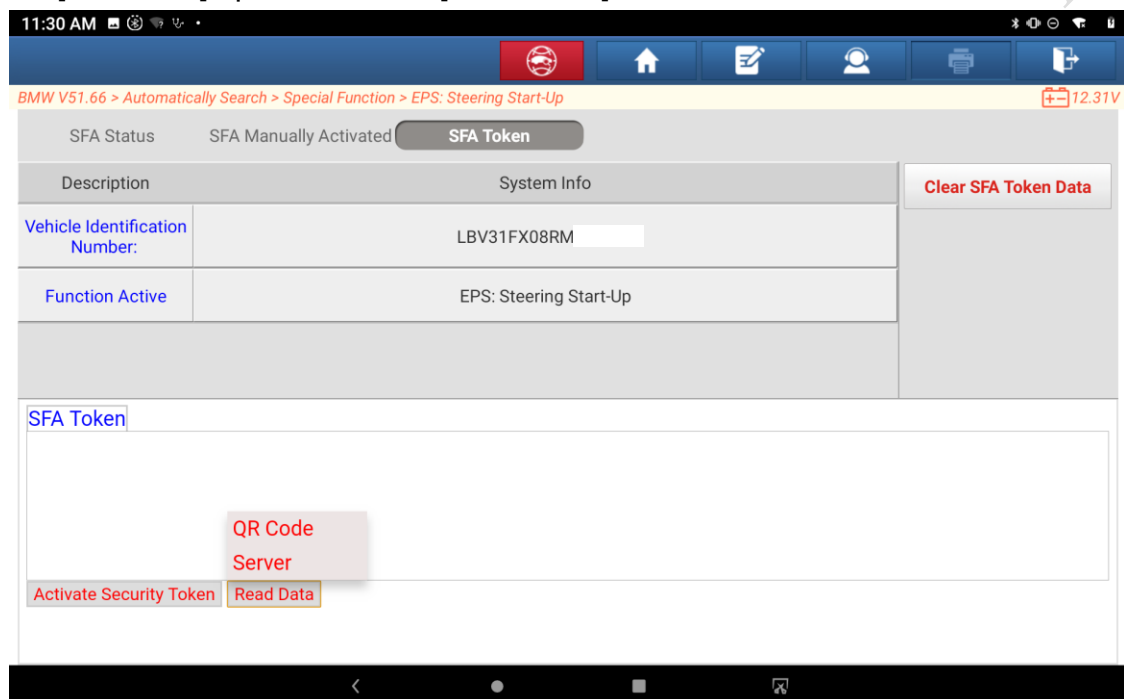 11:30 AM
BMW V51.66 > Automatically Search > Special Function > EPS: Steering Start-Up
12.31V
SFA Status SFA Manually Activated SFA Token
Description System Info
Clear SFA Token Data
Vehicle Identification
Number:
LBV31FX08RM
Function Active EPS: Steering Start-Up
SFA Token
QR Code
Server
Activate Security Token Read Data